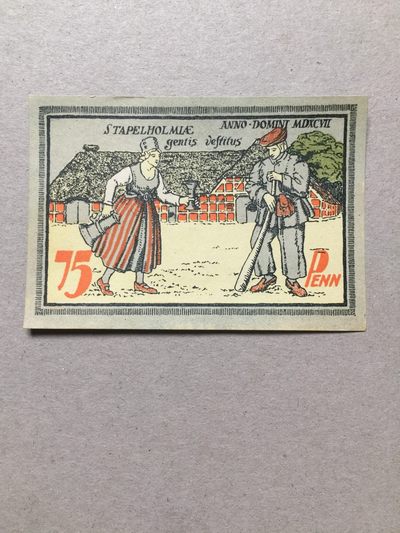 STAPELHOLMIÆ ANNO·DOMINI MDXCVII
gentis vestitus
75 PENN